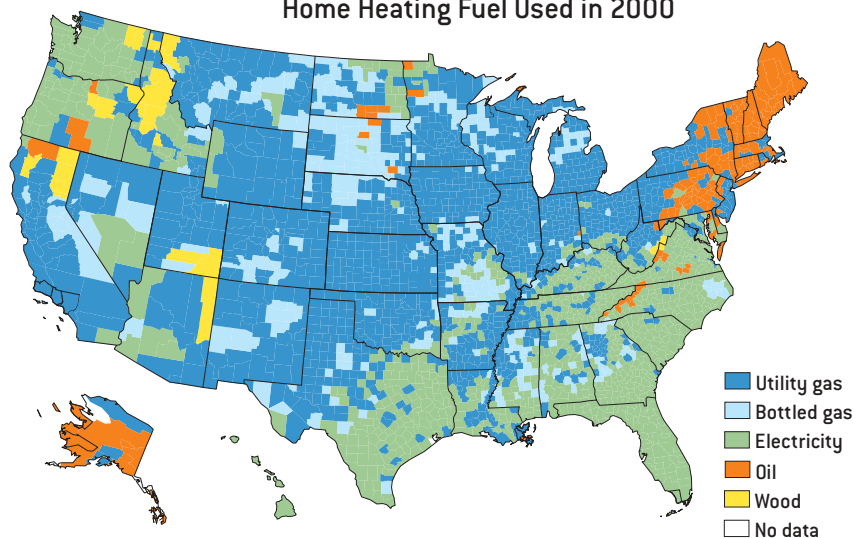 Home Heating Fuel Used in 2000
Utility gas
Bottled gas
Electricity
Oil
Wood
No data